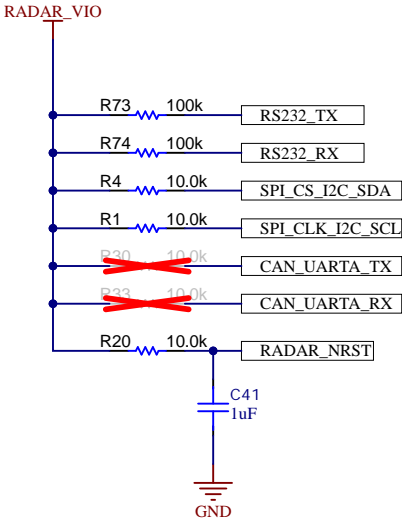 RADAR_VIO
R73 100k RS232_TX
R74 100k RS232_RX
R4 10.0k SPI_CS_I2C_SDA
R1 10.0k SPI_CLK_I2C_SCL
R30 10.0k CAN_UARTA_TX
R33 10.0k CAN_UARTA_RX
R20 10.0k RADAR_NRST
C41
1uF
GND